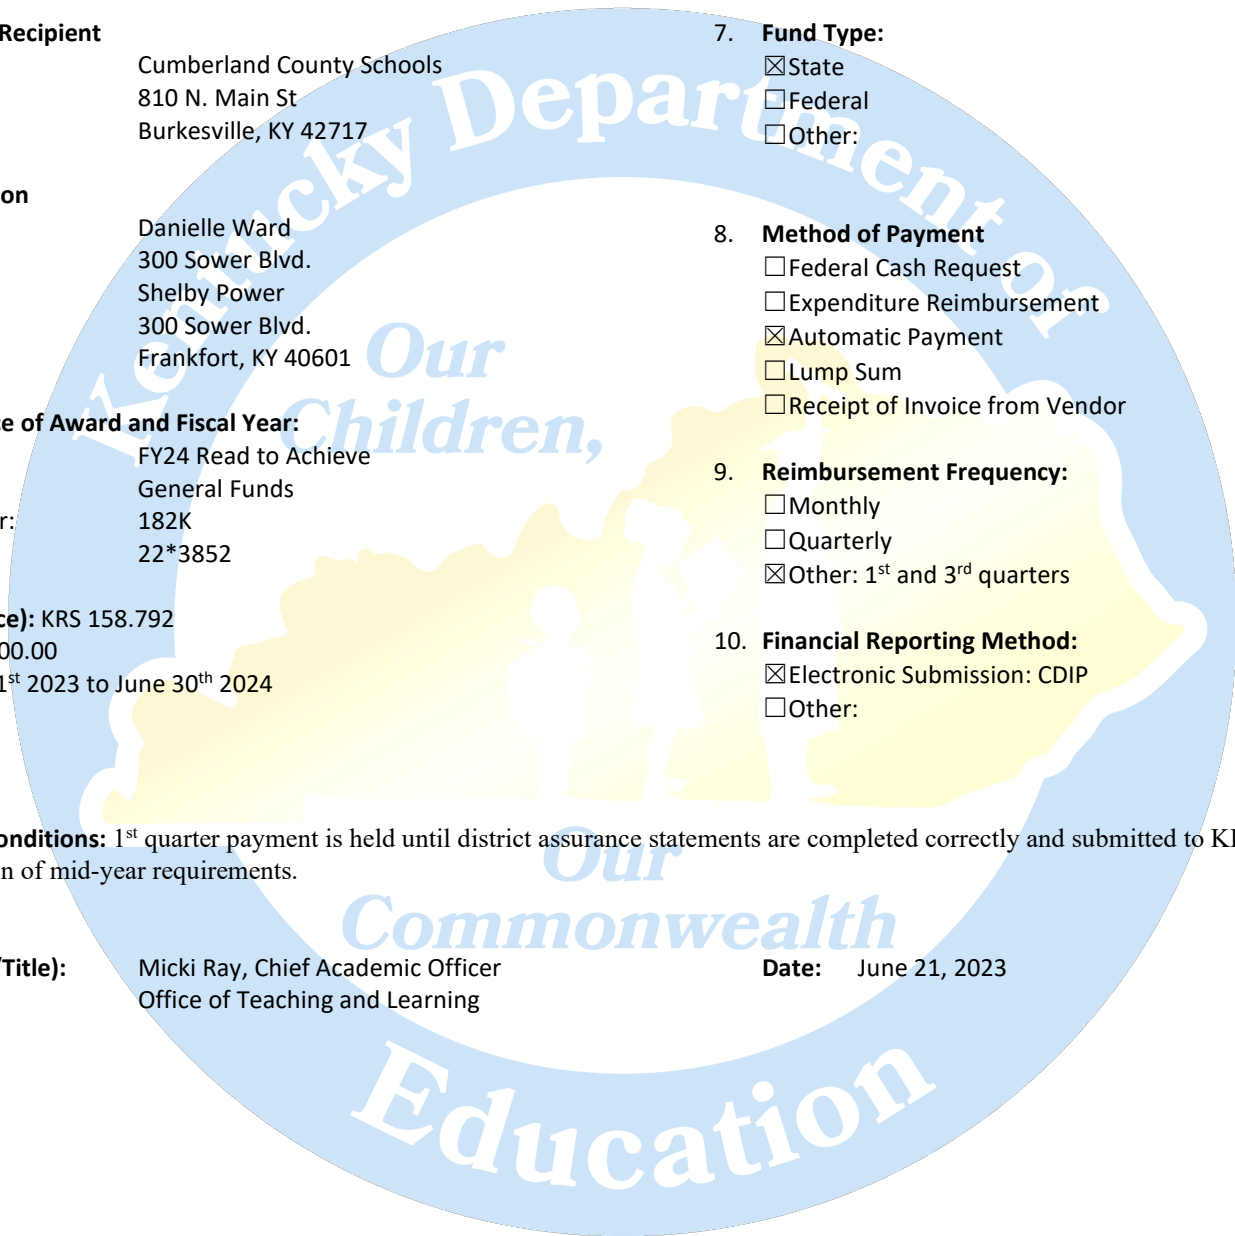 Recipient
Cumberland County Schools
810 N. Main St
Burkesville, KY 42717
on
Danielle Ward
300 Sower Blvd.
Shelby Power
300 Sower Blvd.
Frankfort, KY 40601
ce of Award and Fiscal Year:
FY24 Read to Achieve
General Funds
r: 182K
22*3852
ce): KRS 158.792
00.00
1st 2023 to June 30th 2024
7. Fund Type:
☒State
☐Federal
☐Other:
8. Method of Payment
☐Federal Cash Request
☐Expenditure Reimbursement
☒Automatic Payment
☐Lump Sum
☐Receipt of Invoice from Vendor
9. Reimbursement Frequency:
☐Monthly
☐Quarterly
☒Other: 1st and 3rd quarters
10. Financial Reporting Method:
☒Electronic Submission: CDIP
☐Other:
onditions: 1st quarter payment is held until district assurance statements are completed correctly and submitted to K
n of mid-year requirements.
/Title): Micki Ray, Chief Academic Officer
Office of Teaching and Learning
Date: June 21, 2023
Kentucky Department of
Education
Our
Children,
Our
Commonwealth